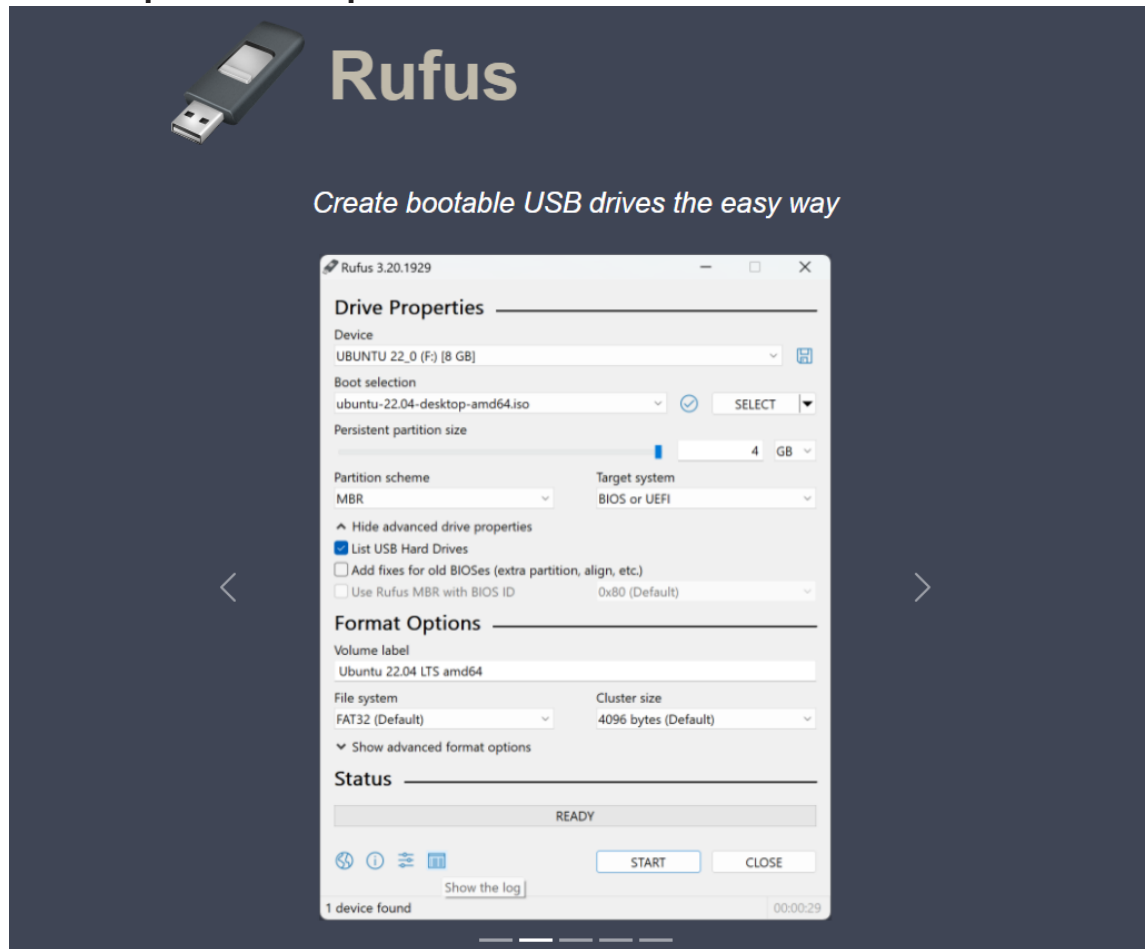 Rufus
Create bootable USB drives the easy way
Rufus 3.20.1929
Drive Properties
Device
UBUNTU 22_0 (F:) [8 GB]
Boot selection
ubuntu-22.04-desktop-amd64.iso SELECT
Persistent partition size
4 GB
Partition scheme Target system
MBR BIOS or UEFI
Hide advanced drive properties
List USB Hard Drives
Add fixes for old BIOSes (extra partition, align, etc.)
Use Rufus MBR with BIOS ID 0x80 (Default)
Format Options
Volume label
Ubuntu 22.04 LTS amd64
File system Cluster size
FAT32 (Default) 4096 bytes (Default)
Show advanced format options
Status
READY
START CLOSE
Show the log
1 device found 00:00:29